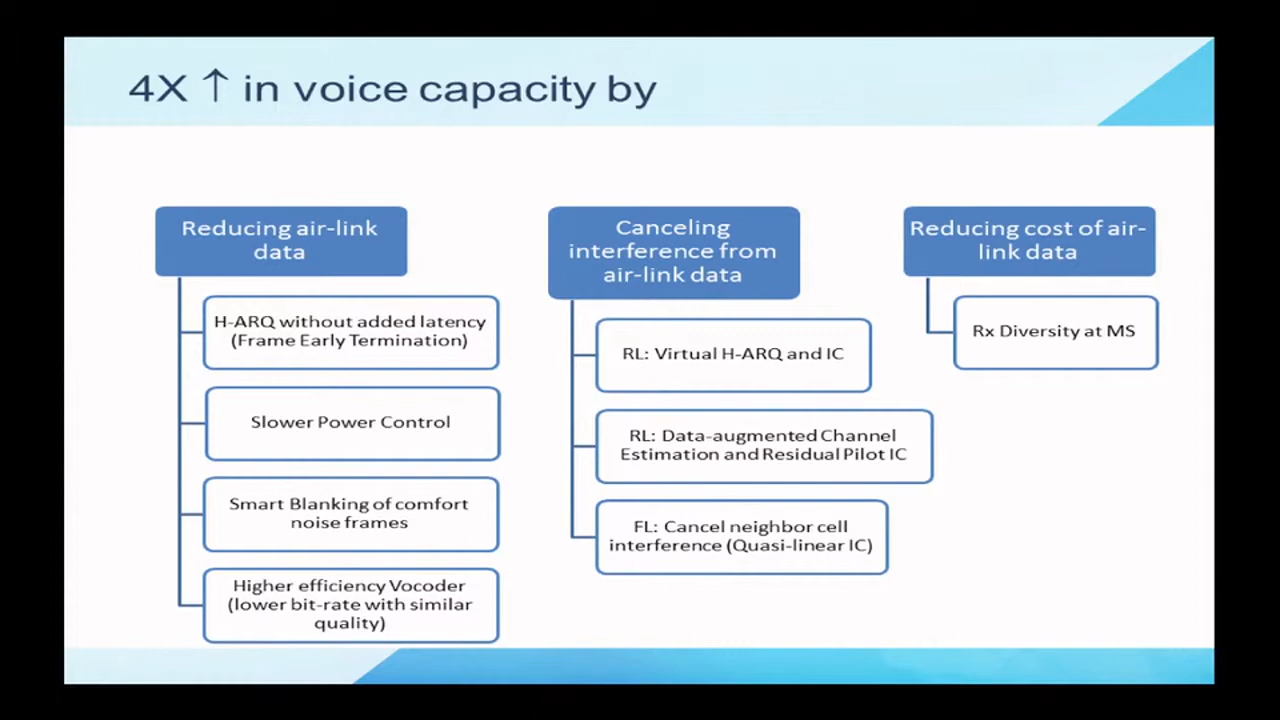 4X ↑ in voice capacity by
Reducing air-link
data
H-ARQ without added latency
(Frame Early Termination)
Slower Power Control
Smart Blanking of comfort
noise frames
Higher efficiency Vocoder
(lower bit-rate with similar
quality)
Canceling
interference from
air-link data
RL: Virtual H-ARQ and IC
RL: Data-augmented Channel
Estimation and Residual Pilot IC
FL: Cancel neighbor cell
interference (Quasi-linear IC)
Reducing cost of air-
link data
Rx Diversity at MS